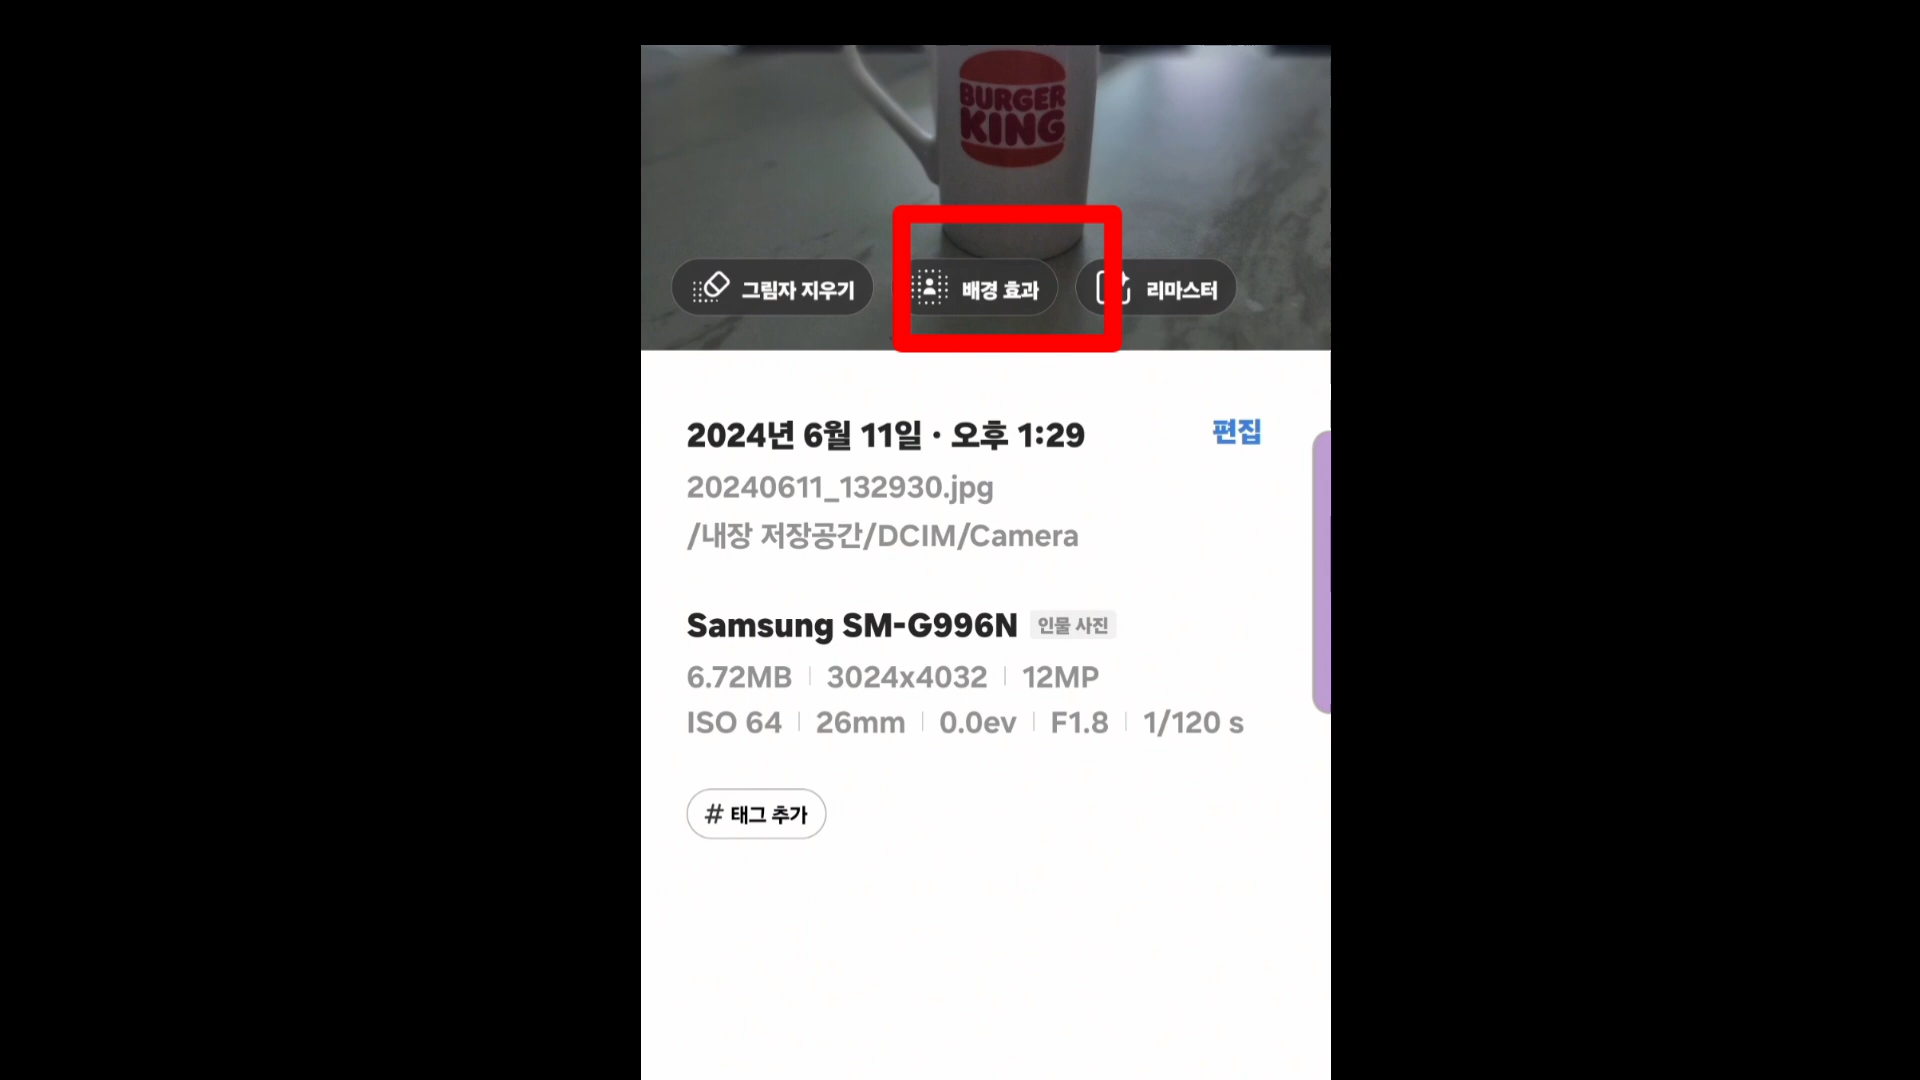 BURGER
KING
그림자 지우기
배경 효과
리마스터
2024년 6월 11일 · 오후 1:29
편집
20240611_132930.jpg
/내장 저장공간/DCIM/Camera
Samsung SM-G996N 인물 사진
6.72MB | 3024x4032 | 12MP
ISO 64 | 26mm | 0.0ev | F1.8 | 1/120 s
# 태그 추가